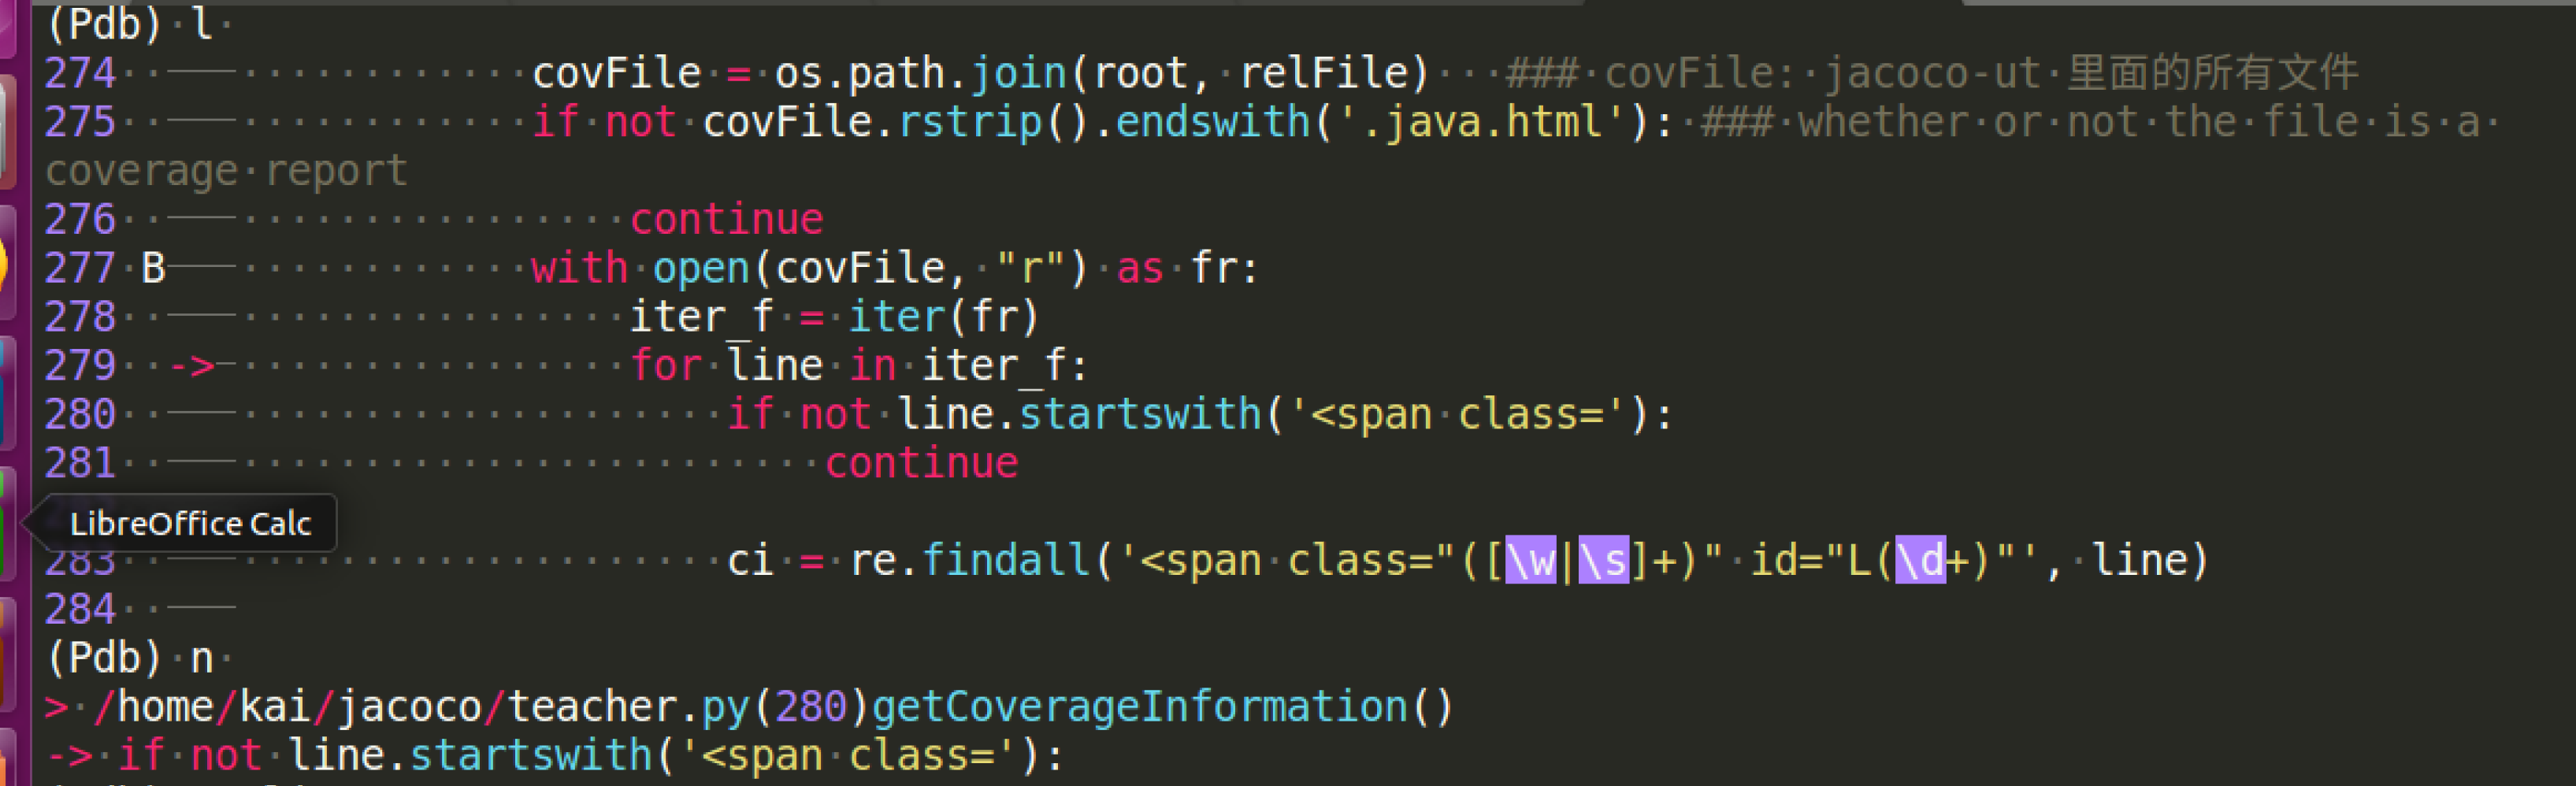 (Pdb) l
274              covFile = os.path.join(root, relFile)   ### covFile: jacoco-ut 里面的所有文件
275              if not covFile.rstrip().endswith('.java.html'): ### whether or not the file is a
coverage report
276                  continue
277 B            with open(covFile, "r") as fr:
278                  iter_f = iter(fr)
279  ->              for line in iter_f:
280                      if not line.startswith('<span class='):
281                          continue
LibreOffice Calc
283                      ci = re.findall('<span class="([\w|\s]+)" id="L(\d+)"', line)
284
(Pdb) n
> /home/kai/jacoco/teacher.py(280)getCoverageInformation()
-> if not line.startswith('<span class='):